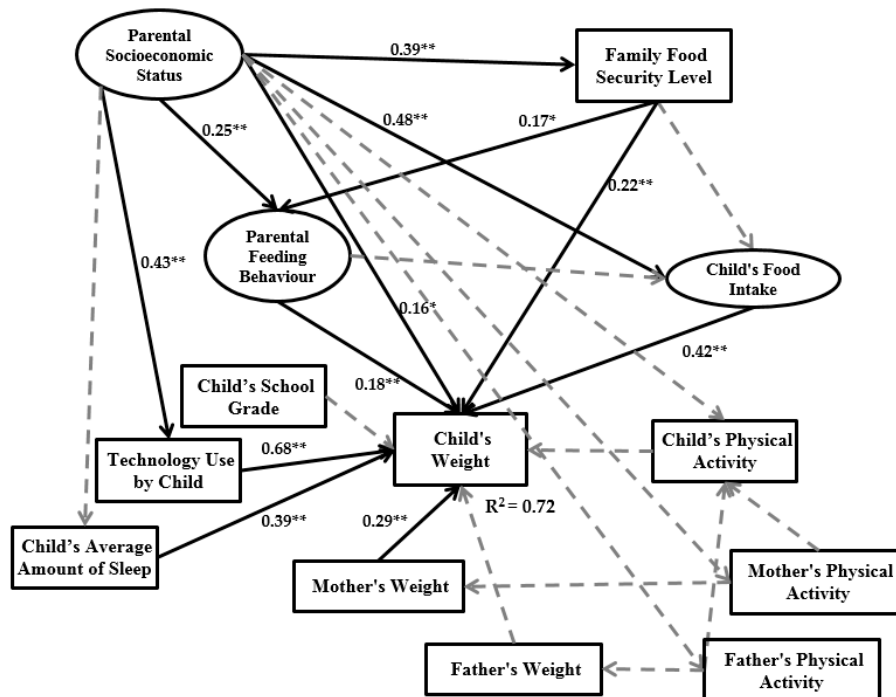 Parental
Socioeconomic
Status
0.39**
Family Food
Security Level
0.25**
0.48**
0.17*
0.22**
Parental
Feeding
Behaviour
Child's Food
Intake
0.43**
0.16*
0.42**
0.18**
Child's School
Grade
Child's
Weight
Child's Physical
Activity
Technology Use
by Child
0.68**
R² = 0.72
0.39**
0.29**
Child's Average
Amount of Sleep
Mother's Weight
Mother's Physical
Activity
Father's Weight
Father's Physical
Activity